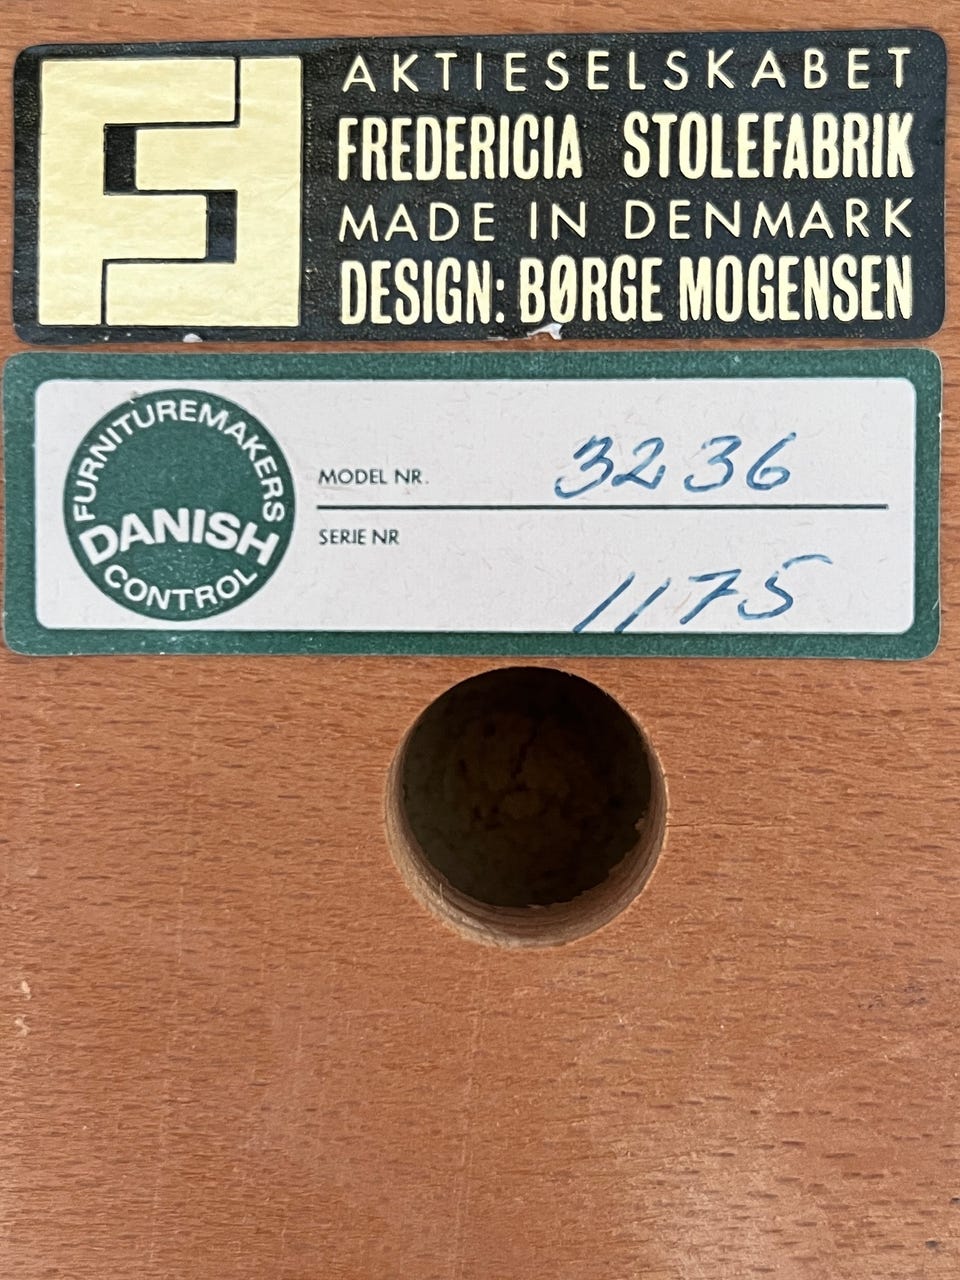 AKTIESELSKABET
FREDERICIA STOLEFABRIK
MADE IN DENMARK
DESIGN: BØRGE MOGENSEN
FURNITUREMAKERS
DANISH
CONTROL
MODEL NR. 3236
SERIE NR 1175